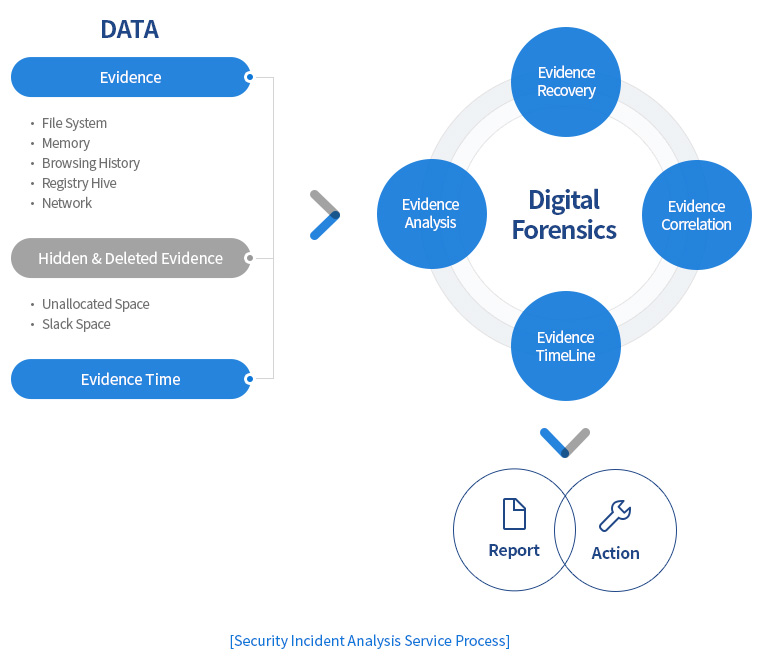 DATA
Evidence
• File System
• Memory
• Browsing History
• Registry Hive
• Network
Hidden & Deleted Evidence
• Unallocated Space
• Slack Space
Evidence Time
Evidence
Recovery
Evidence
Analysis
Digital
Forensics
Evidence
Correlation
Evidence
TimeLine
Report
Action
[Security Incident Analysis Service Process]